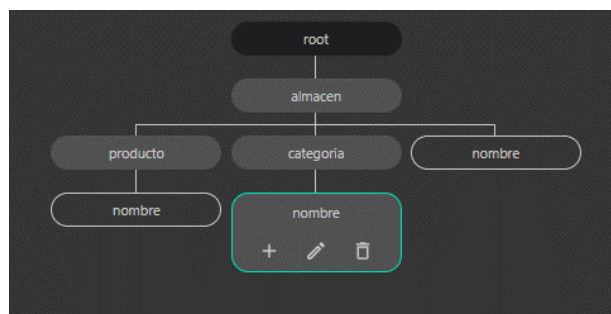 root
almacen
producto
categoria
nombre
nombre
nombre